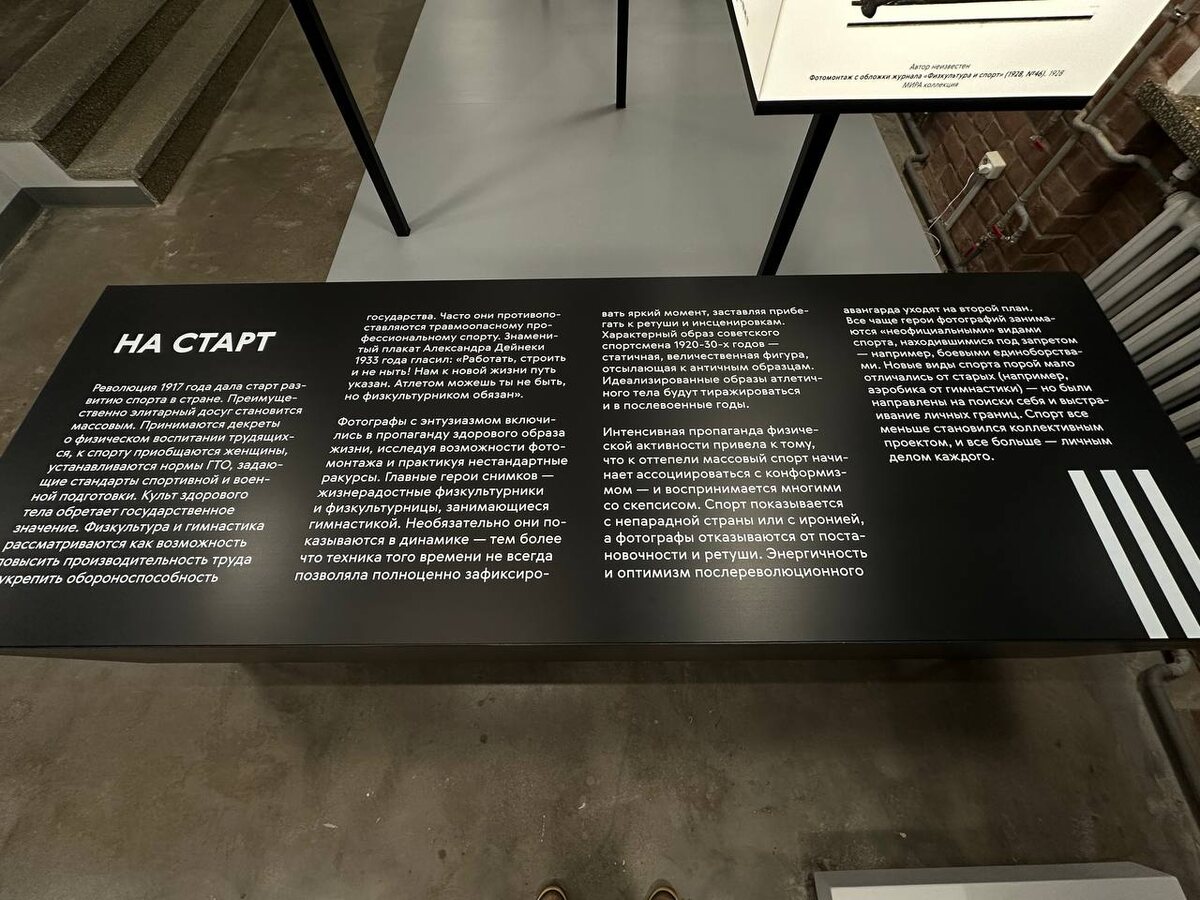 Автор неизвестен
Фотомонтаж с обложки журнала «Физкультура и спорт» (1928, №46). 1928
МИРА коллекция
НА СТАРТ
Революция 1917 года дала старт раз-
витию спорта в стране. Преимуще-
ственно элитарный досуг становится
массовым. Принимаются декреты
о физическом воспитании трудящих-
ся, к спорту приобщаются женщины,
устанавливаются нормы ГТО, задаю-
щие стандарты спортивной и воен-
ной подготовки. Культ здорового
тела обретает государственное
значение. Физкультура и гимнастика
рассматриваются как возможность
повысить производительность труда
укрепить обороноспособность
государства. Часто они противопо-
ставляются травмоопасному про-
фессиональному спорту. Знамени-
тый плакат Александра Дейнеки
1933 года гласил: «Работать, строить
и не ныть! Нам к новой жизни путь
указан. Атлетом можешь ты не быть,
но физкультурником обязан».
Фотографы с энтузиазмом включи-
лись в пропаганду здорового образа
жизни, исследуя возможности фото-
монтажа и практикуя нестандартные
ракурсы. Главные герои снимков —
жизнерадостные физкультурники
и физкультурницы, занимающиеся
гимнастикой. Необязательно они по-
казываются в динамике — тем более
что техника того времени не всегда
позволяла полноценно зафиксиро-
вать яркий момент, заставляя прибе-
гать к ретуши и инсценировкам.
Характерный образ советского
спортсмена 1920-30-х годов —
статичная, величественная фигура,
отсылающая к античным образцам.
Идеализированные образы атлетич-
ного тела будут тиражироваться
и в послевоенные годы.
Интенсивная пропаганда физиче-
ской активности привела к тому,
что к оттепели массовый спорт начи-
нает ассоциироваться с конформиз-
мом — и воспринимается многими
со скепсисом. Спорт показывается
с непарадной страны или с иронией,
а фотографы отказываются от поста-
новочности и ретуши. Энергичность
и оптимизм послереволюционного
авангарда уходят на второй план.
Все чаще герои фотографий занима-
ются «неофициальными» видами
спорта, находившимися под запретом
— например, боевыми единоборства-
ми. Новые виды спорта порой мало
отличались от старых (например,
аэробика от гимнастики) — но были
направлены на поиски себя и выстра-
ивание личных границ. Спорт все
меньше становился коллективным
проектом, и все больше — личным
делом каждого.